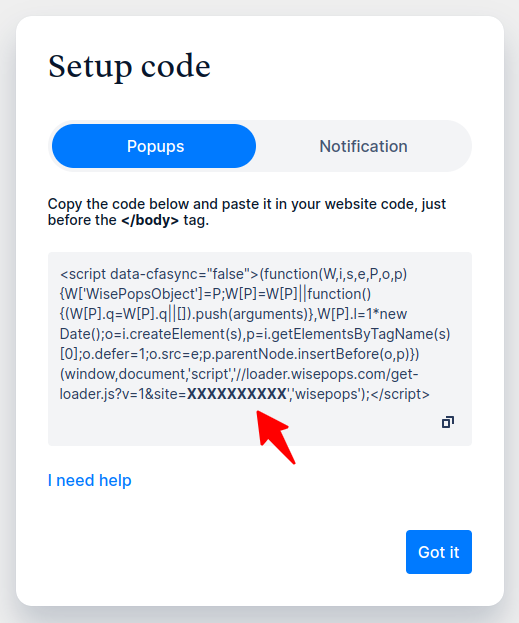 Setup code
Popups
Notification
Copy the code below and paste it in your website code, just
before the </body> tag.
<script data-cfasync="false">(function(W,i,s,e,P,o,p)
{W['WisePopsObject']=P;W[P]=W[P]||function()
{(W[P].q=W[P].q||[]).push(arguments)},W[P].l=1*new
Date();o=i.createElement(s),p=i.getElementsByTagName(s)
[0];o.defer=1;o.src=e;p.parentNode.insertBefore(o,p)})
(window,document,'script','//loader.wisepops.com/get-
loader.js?v=1&site=XXXXXXXXXX','wisepops');</script>
I need help
Got it